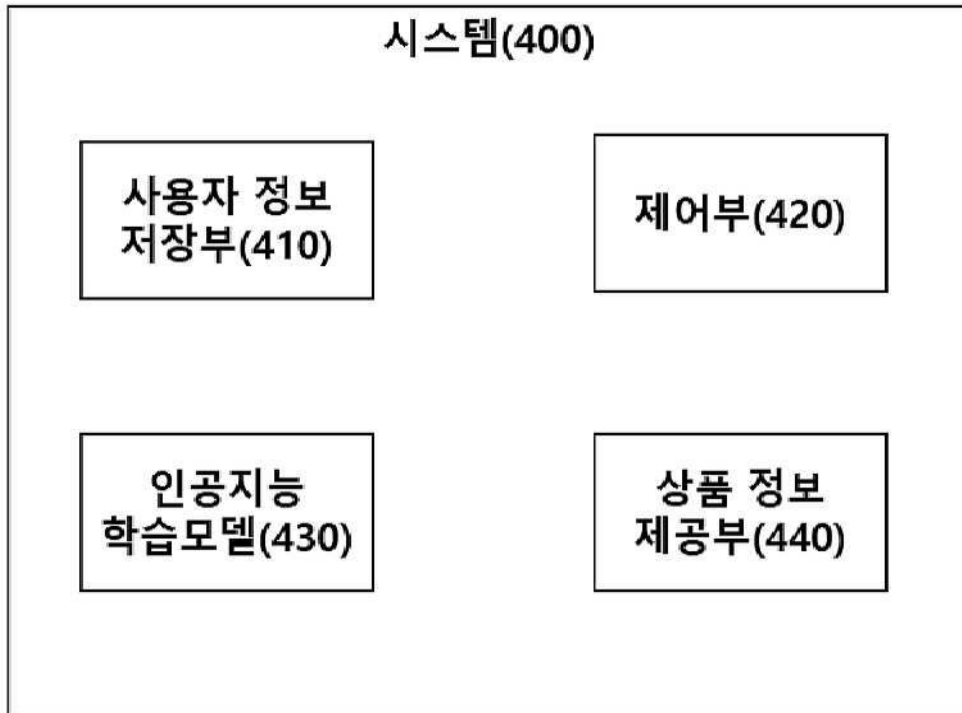 시스템(400)
사용자 정보
저장부(410)
제어부(420)
인공지능
학습모델(430)
상품 정보
제공부(440)